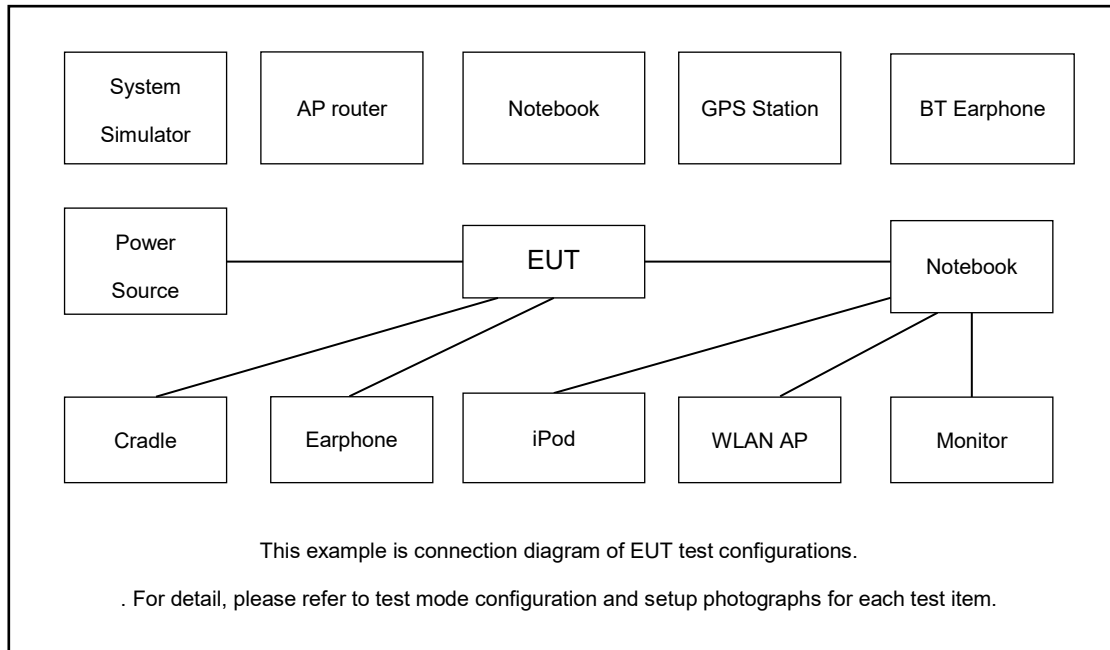 System
Simulator
AP router
Notebook
GPS Station
BT Earphone
Power
Source
EUT
Notebook
Cradle
Earphone
iPod
WLAN AP
Monitor
This example is connection diagram of EUT test configurations.
. For detail, please refer to test mode configuration and setup photographs for each test item.